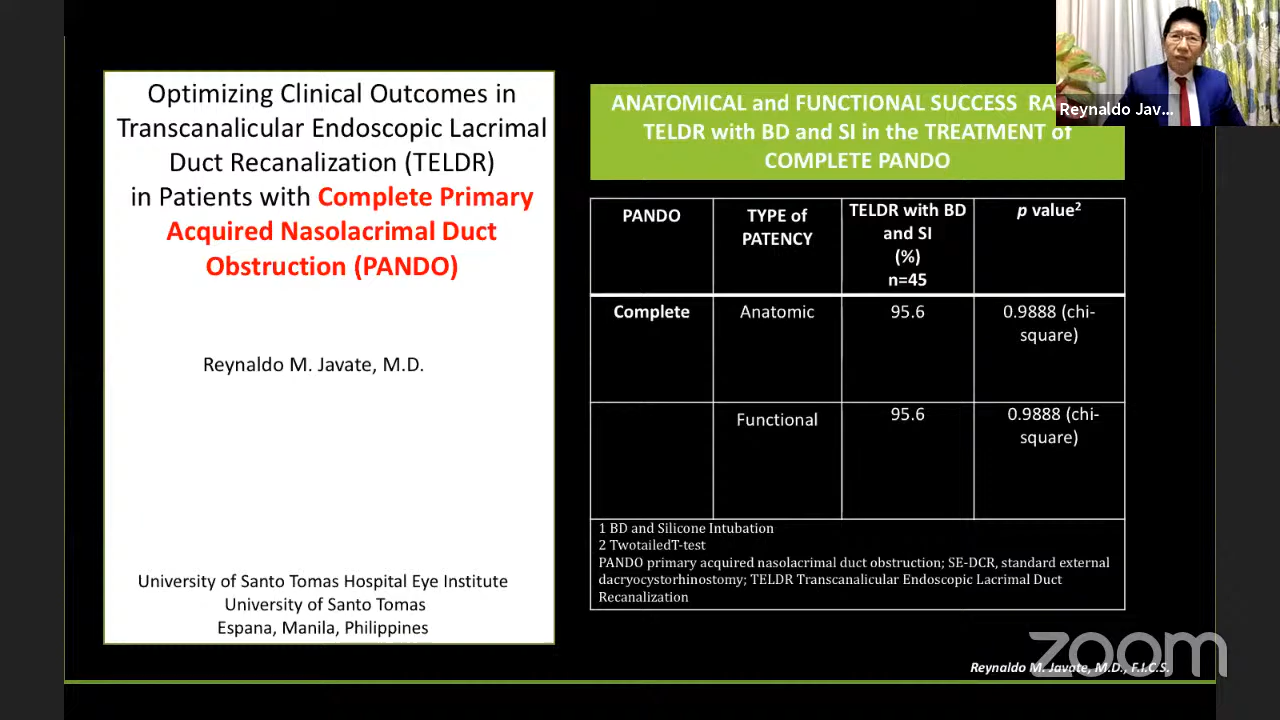 Optimizing Clinical Outcomes in
Transcanalicular Endoscopic Lacrimal
Duct Recanalization (TELDR)
in Patients with Complete Primary
Acquired Nasolacrimal Duct
Obstruction (PANDO)
Reynaldo M. Javate, M.D.
University of Santo Tomas Hospital Eye Institute
University of Santo Tomas
Espana, Manila, Philippines
ANATOMICAL and FUNCTIONAL SUCCESS
TELDR with BD and SI in the TREATMENT of
COMPLETE PANDO
PANDO
TYPE of
PATENCY
TELDR with BD
and SI
(%)
n=45
p value²
Complete
Anatomic
95.6
0.9888 (chi-
square)
Functional
95.6
0.9888 (chi-
square)
1 BD and Silicone Intubation
2 TwotailedT-test
PANDO primary acquired nasolacrimal duct obstruction; SE-DCR, standard external
dacryocystorhinostomy; TELDR Transcanalicular Endoscopic Lacrimal Duct
Recanalization
Reynaldo Jav...
zoom
Reynaldo M. Javate, M.D., F.I.C.S.